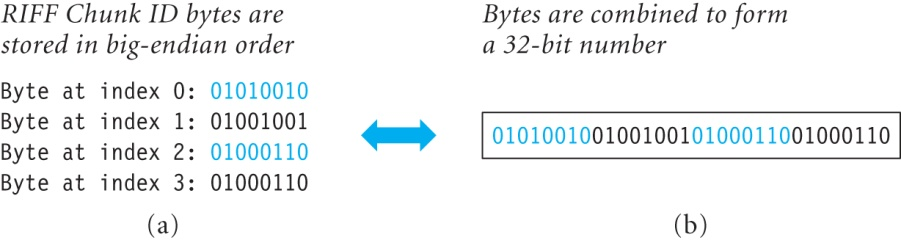 RIFF Chunk ID bytes are
stored in big-endian order
Byte at index 0: 01010010
Byte at index 1: 01001001
Byte at index 2: 01000110
Byte at index 3: 01000110
(a)
Bytes are combined to form
a 32-bit number
01010010010010010100011001000110
(b)